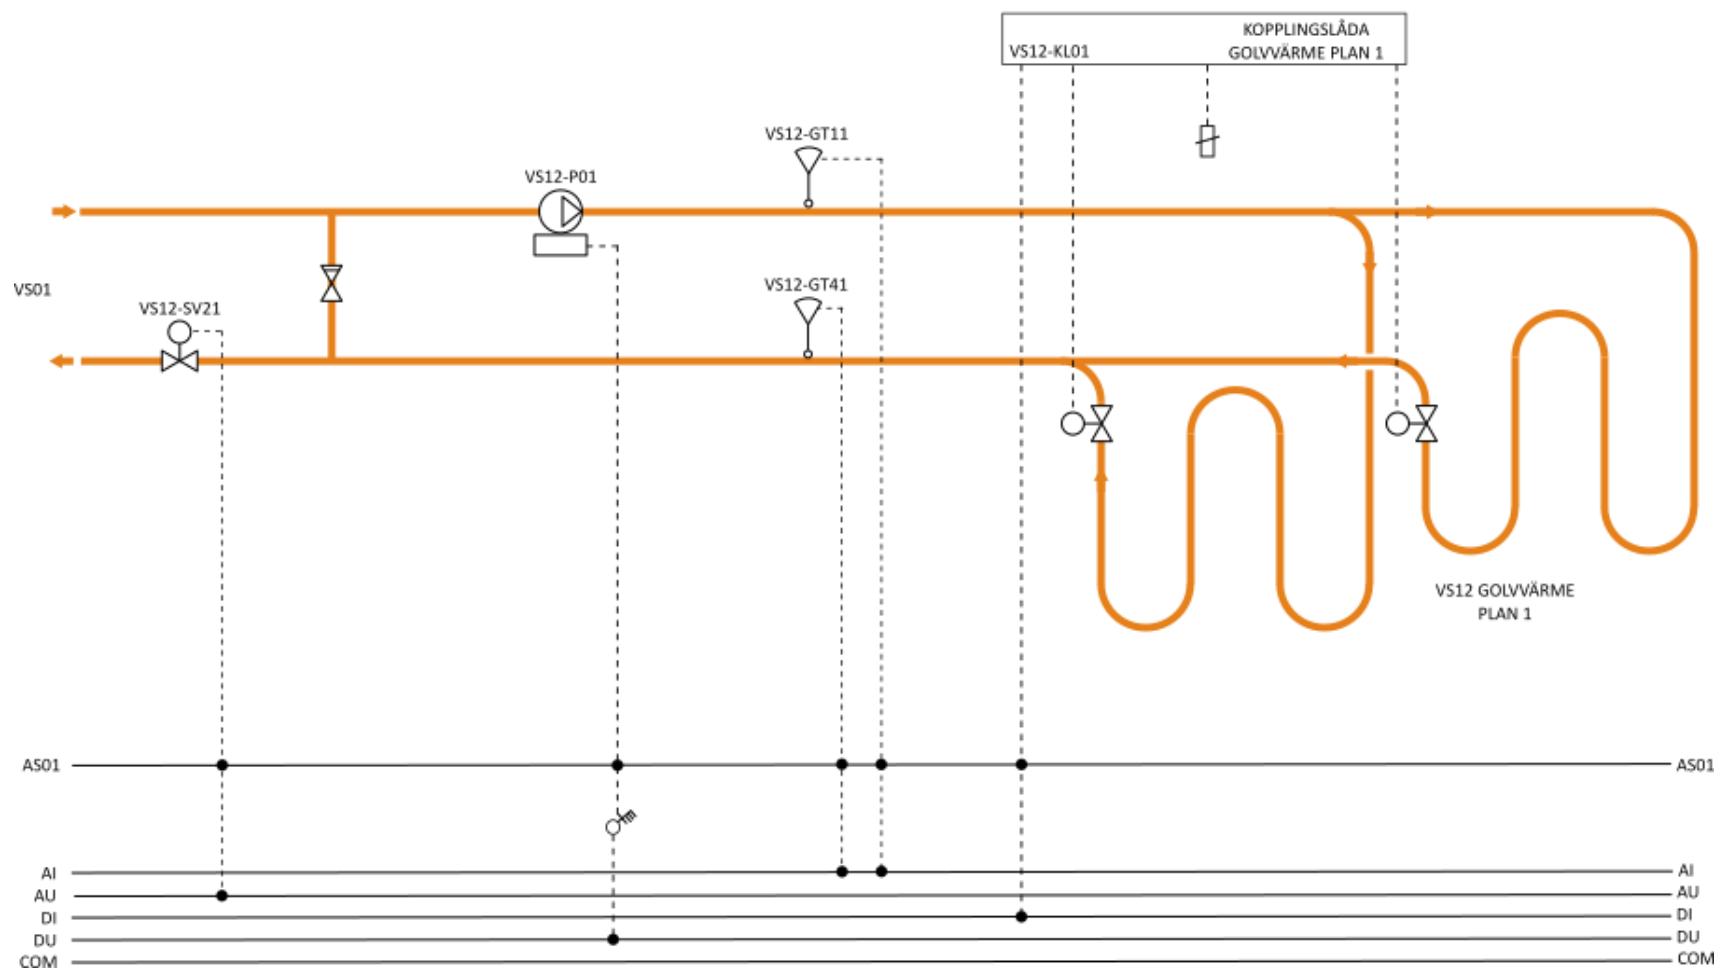 KOPPLINGSLÅDA
VS12-KL01
GOLVVÄRME PLAN 1
VS12-GT11
VS12-P01
VS12-GT41
VS01
VS12-SV21
VS12 GOLVVÄRME
PLAN 1
AS01
AS01
AI
AI
AU
AU
DI
DI
DU
DU
COM
COM